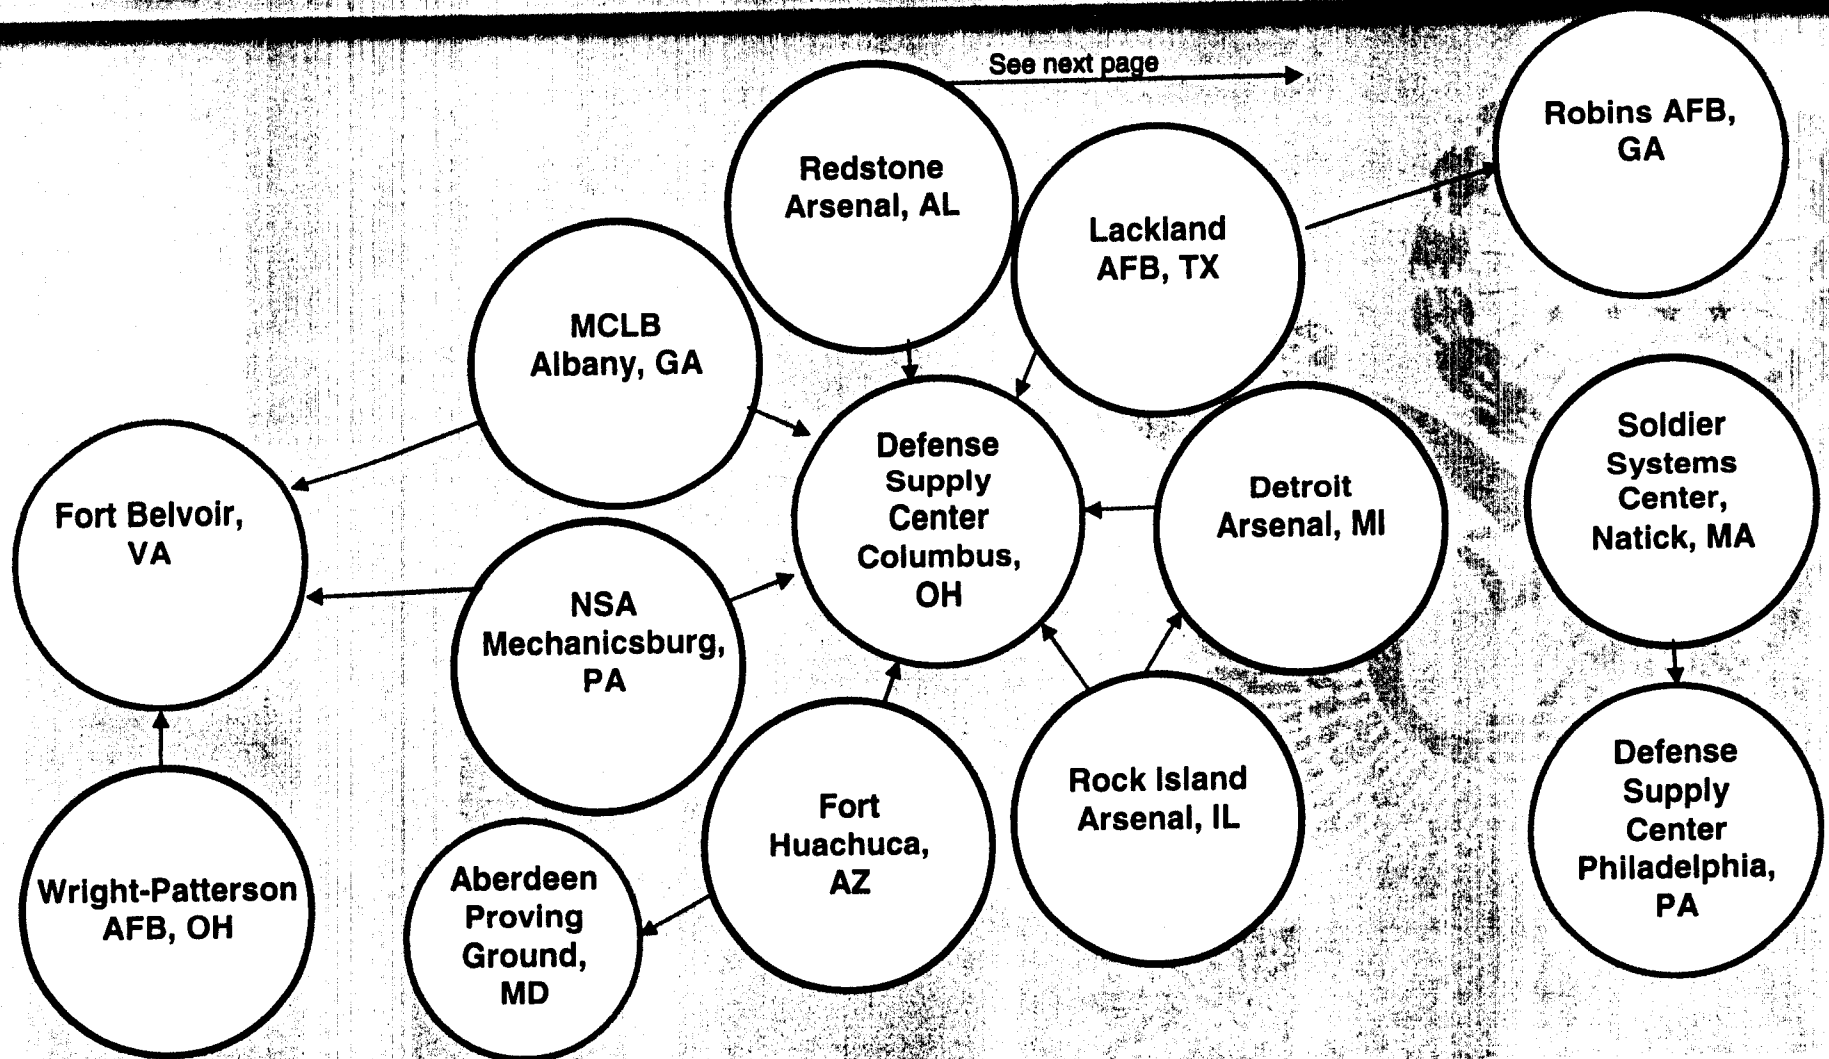 See next page
Robins AFB,
GA
Redstone
Arsenal, AL
Lackland
AFB, TX
MCLB
Albany, GA
Soldier
Systems
Center,
Natick, MA
Defense
Supply
Center
Columbus,
OH
Detroit
Arsenal, MI
Fort Belvoir,
VA
NSA
Mechanicsburg,
PA
Rock Island
Arsenal, IL
Defense
Supply
Center
Philadelphia,
PA
Fort
Huachuca,
AZ
Wright-Patterson
AFB, OH
Aberdeen
Proving
Ground,
MD